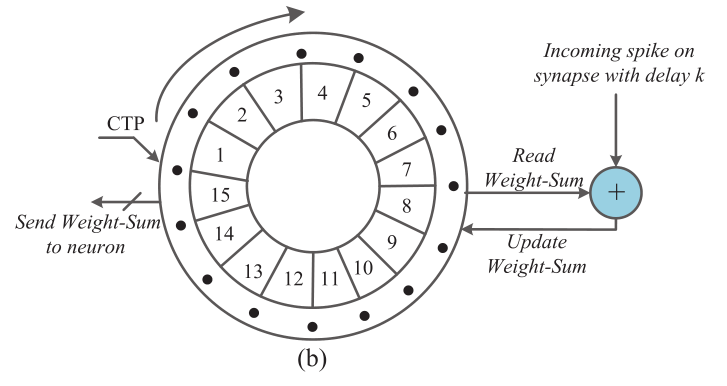 Incoming spike on
synapse with delay k
CTP
1
2
3
4
5
6
7
8
9
10
11
12
13
14
15
Read
Weight-Sum
+
Update
Weight-Sum
Send Weight-Sum
to neuron
(b)